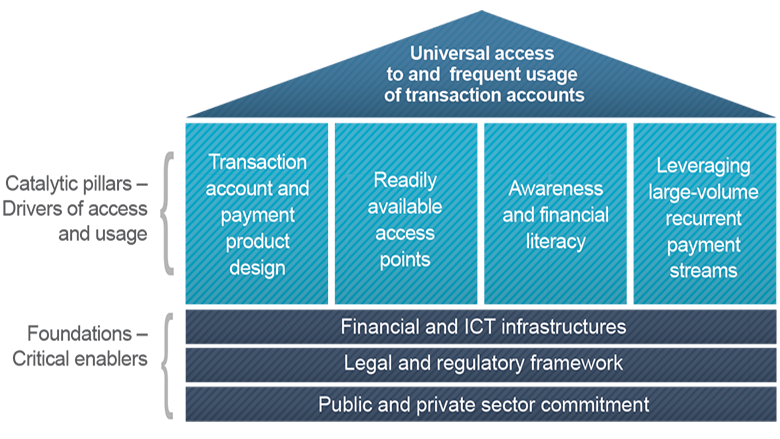 Universal access
to and frequent usage
of transaction accounts
Catalytic pillars –
Drivers of access
and usage
Transaction
account and
payment
product
design
Readily
available
access
points
Awareness
and financial
literacy
Leveraging
large-volume
recurrent
payment
streams
Foundations –
Critical enablers
Financial and ICT infrastructures
Legal and regulatory framework
Public and private sector commitment